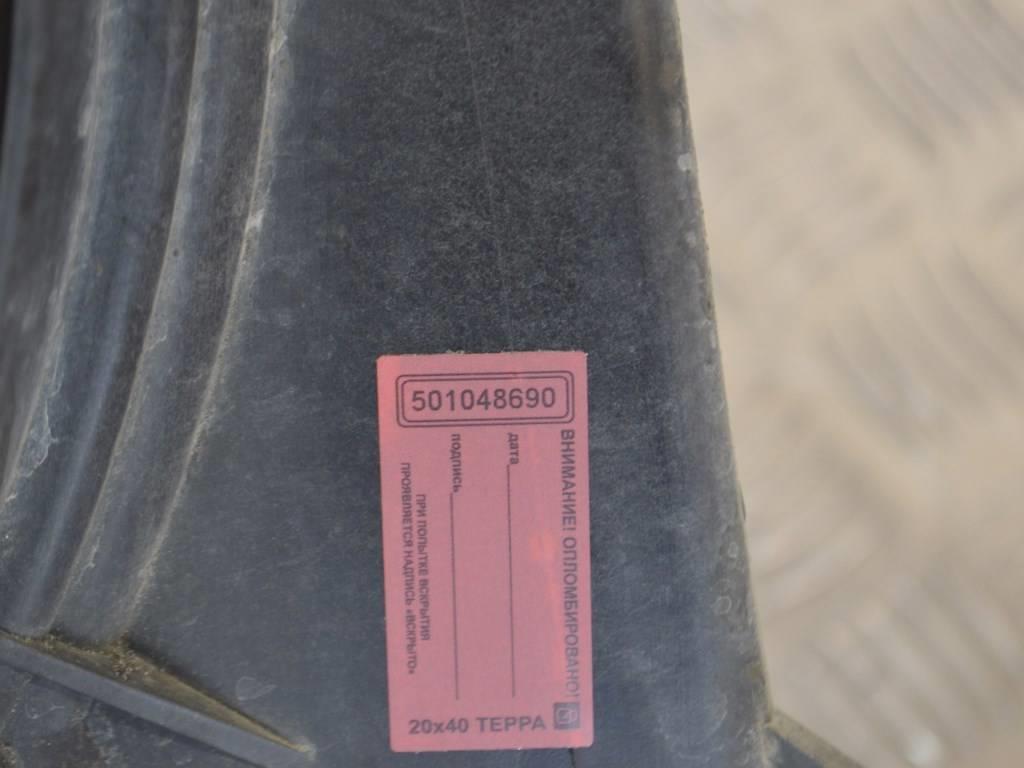 501048690
ВНИМАНИЕ! ОПЛОМБИРОВАНО!
дата
подпись
ПРИ ПОПЫТКЕ ВСКРЫТИЯ
ПРОЯВЛЯЕТСЯ НАДПИСЬ «ВСКРЫТО»
20x40 ТЕРРА